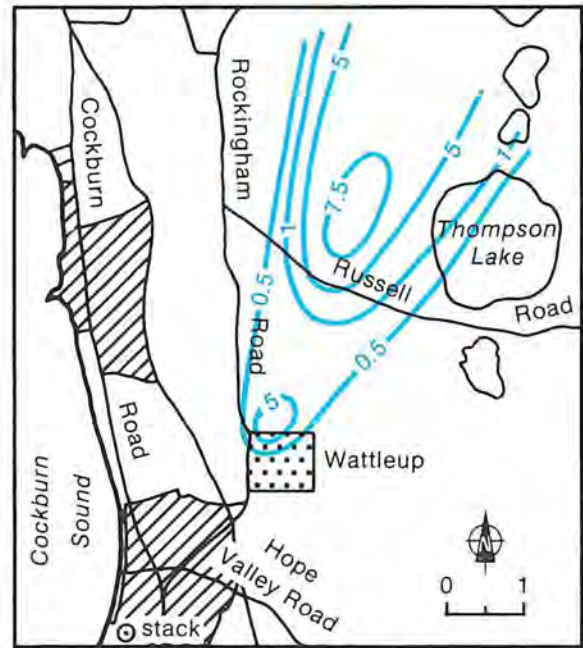 5
5
Rockingham
Cockburn
1
7.5
1
Thompson
Lake
Russell
Road
0.5
Road
0.5
5
Road
Wattleup
Cockburn
Sound
Hope
Valley Road
N
0 1
stack